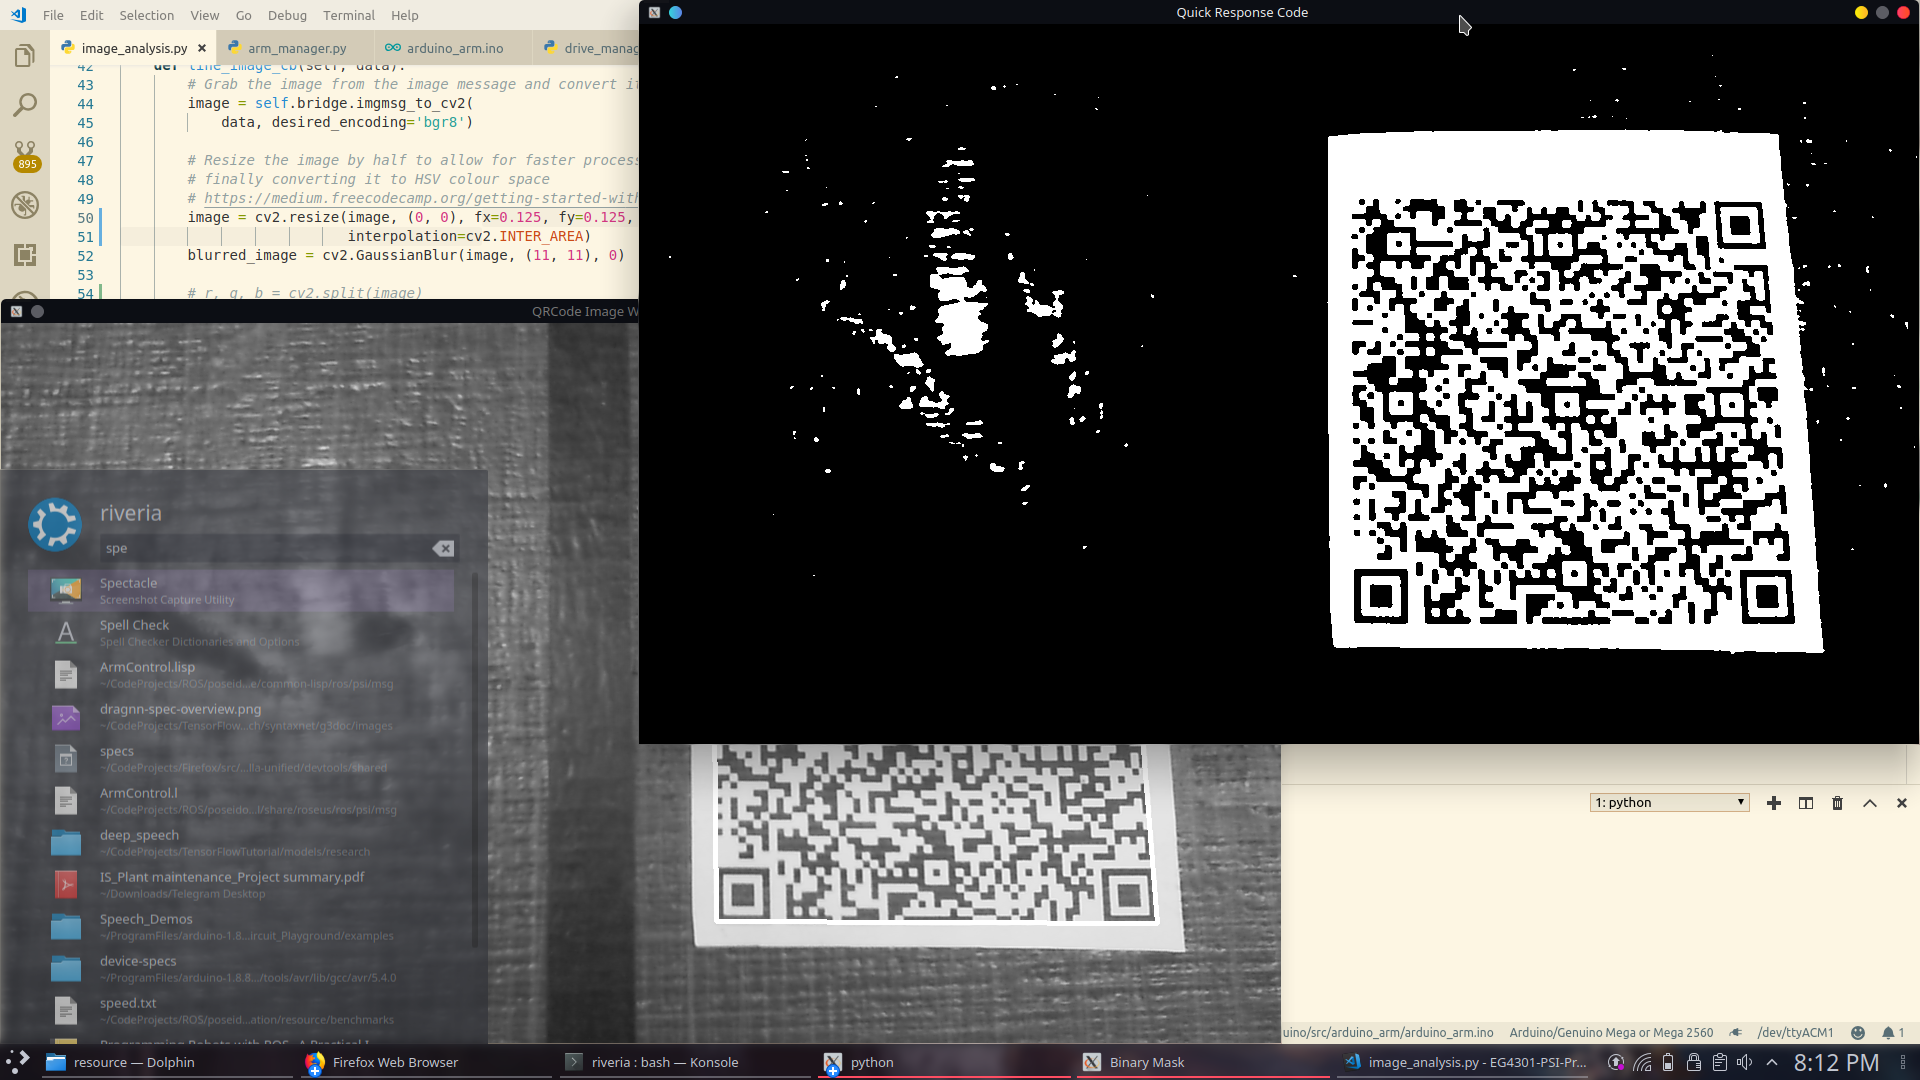 File Edit Selection View Go Debug Terminal Help
image_analysis.py × arm_manager.py arduino_arm.ino drive_manag
42 def line_image_cb(self, data):
43 # Grab the image from the image message and convert it
44 image = self.bridge.imgmsg_to_cv2(
45 data, desired_encoding='bgr8')
46
47 # Resize the image by half to allow for faster proces
48 # finally converting it to HSV colour space
49 # https://medium.freecodecamp.org/getting-started-with
50 image = cv2.resize(image, (0, 0), fx=0.125, fy=0.125,
51 interpolation=cv2.INTER_AREA)
52 blurred_image = cv2.GaussianBlur(image, (11, 11), 0)
53
54 # r, g, b = cv2.split(image)
895
Quick Response Code
QRCode Image W
riveria
spe
Spectacle
Screenshot Capture Utility
Spell Check
Spell Checker Dictionaries and Options
ArmControl.lisp
~/CodeProjects/ROS/poseid...e/common-lisp/ros/psi/msg
dragnn-spec-overview.png
~/CodeProjects/TensorFlow...ch/syntaxnet/g3doc/images
specs
~/CodeProjects/Firefox/src/...lla-unified/devtools/shared
ArmControl.l
~/CodeProjects/ROS/poseido...l/share/roseus/ros/psi/msg
deep_speech
~/CodeProjects/TensorFlowTutorial/models/research
IS_Plant maintenance_Project summary.pdf
~/Downloads/Telegram Desktop
Speech_Demos
~/ProgramFiles/arduino-1.8...ircuit_Playground/examples
device-specs
~/ProgramFiles/arduino-1.8.8.../tools/avr/lib/gcc/avr/5.4.0
speed.txt
~/CodeProjects/ROS/poseid...ation/resource/benchmarks
Programming Robots with ROS
1: python
uino/src/arduino_arm/arduino_arm.ino Arduino/Genuino Mega or Mega 2560 /dev/ttyACM1 1
resource — Dolphin Firefox Web Browser riveria : bash — Konsole python Binary Mask image_analysis.py - EG4301-PSI-Pr... 8:12 PM